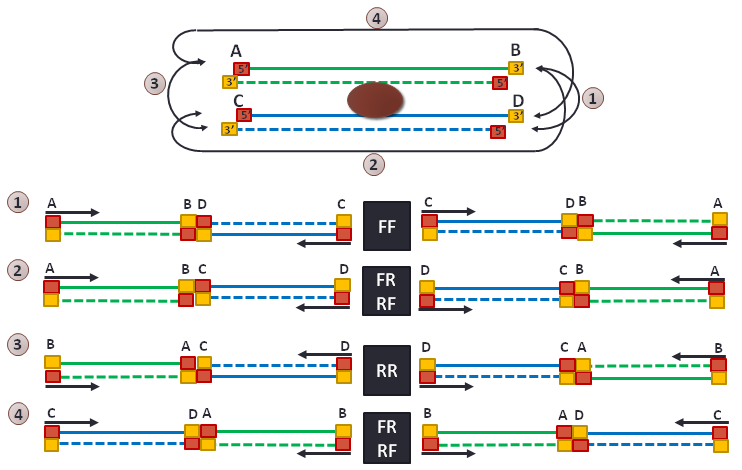 4
A B
5' 3'
3' 5'
3 1
C D
5' 3'
3' 5'
2
1 A B D C FF C D B A
2 A B C D FR RF D C B A
3 B A C D RR D C A B
4 C D A B FR RF B A D C